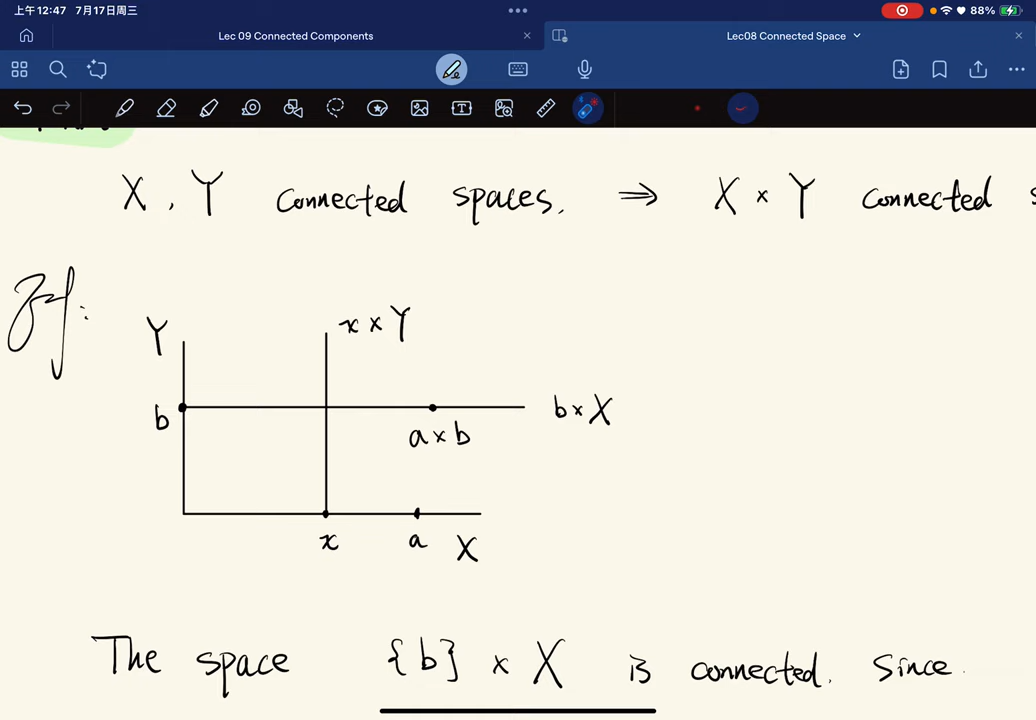 上午12:47 7月17日周三
88%
Lec 09 Connected Components
Lec08 Connected Space
X, Y connected spaces. ⇒ X × Y connected
Prf:
Y
x × Y
b
b × X
a × b
x
a
X
The space {b} × X is connected. Since